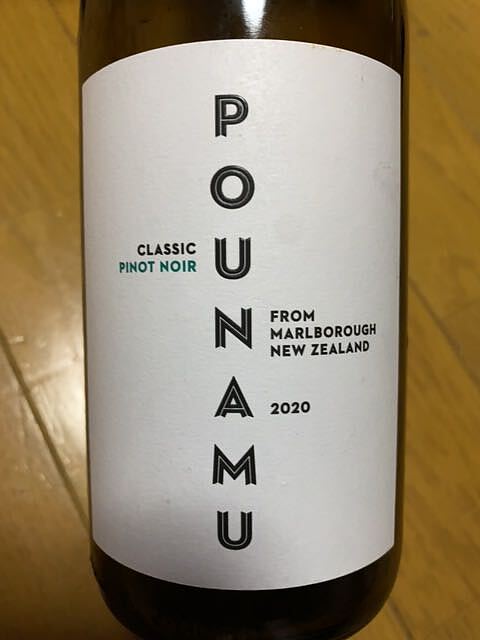 POUNAMU
CLASSIC
PINOT NOIR
FROM
MARLBOROUGH
NEW ZEALAND
2020